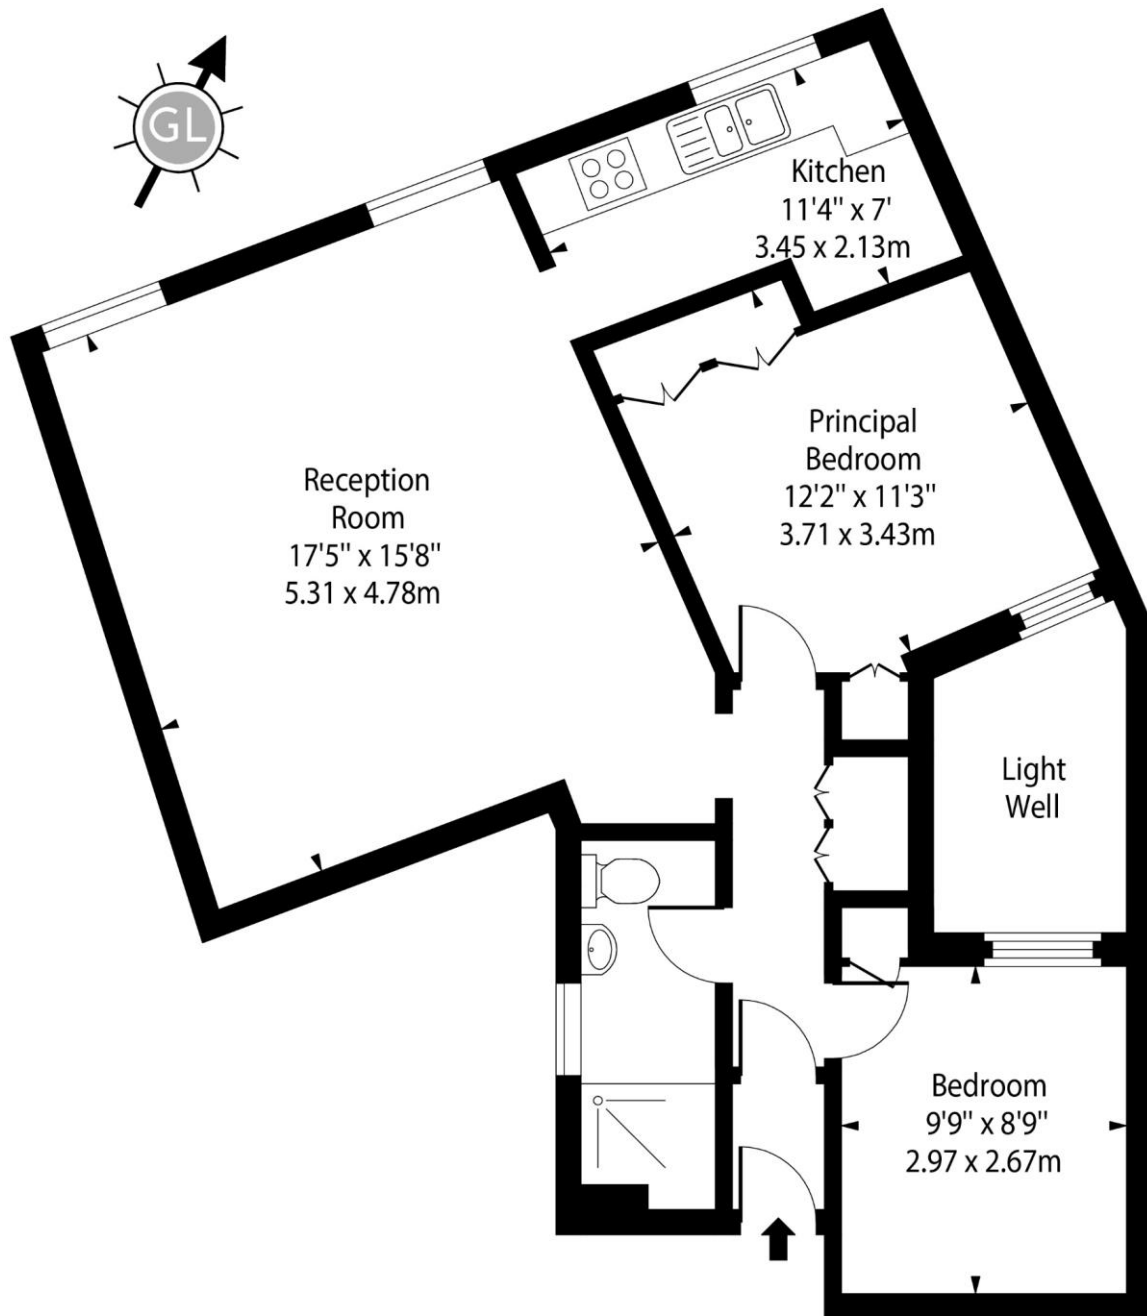 GL
Kitchen
11'4" x 7'
3.45 x 2.13m
Principal
Bedroom
12'2" x 11'3"
3.71 x 3.43m
Reception
Room
17'5" x 15'8"
5.31 x 4.78m
Light
Well
Bedroom
9'9" x 8'9"
2.97 x 2.67m